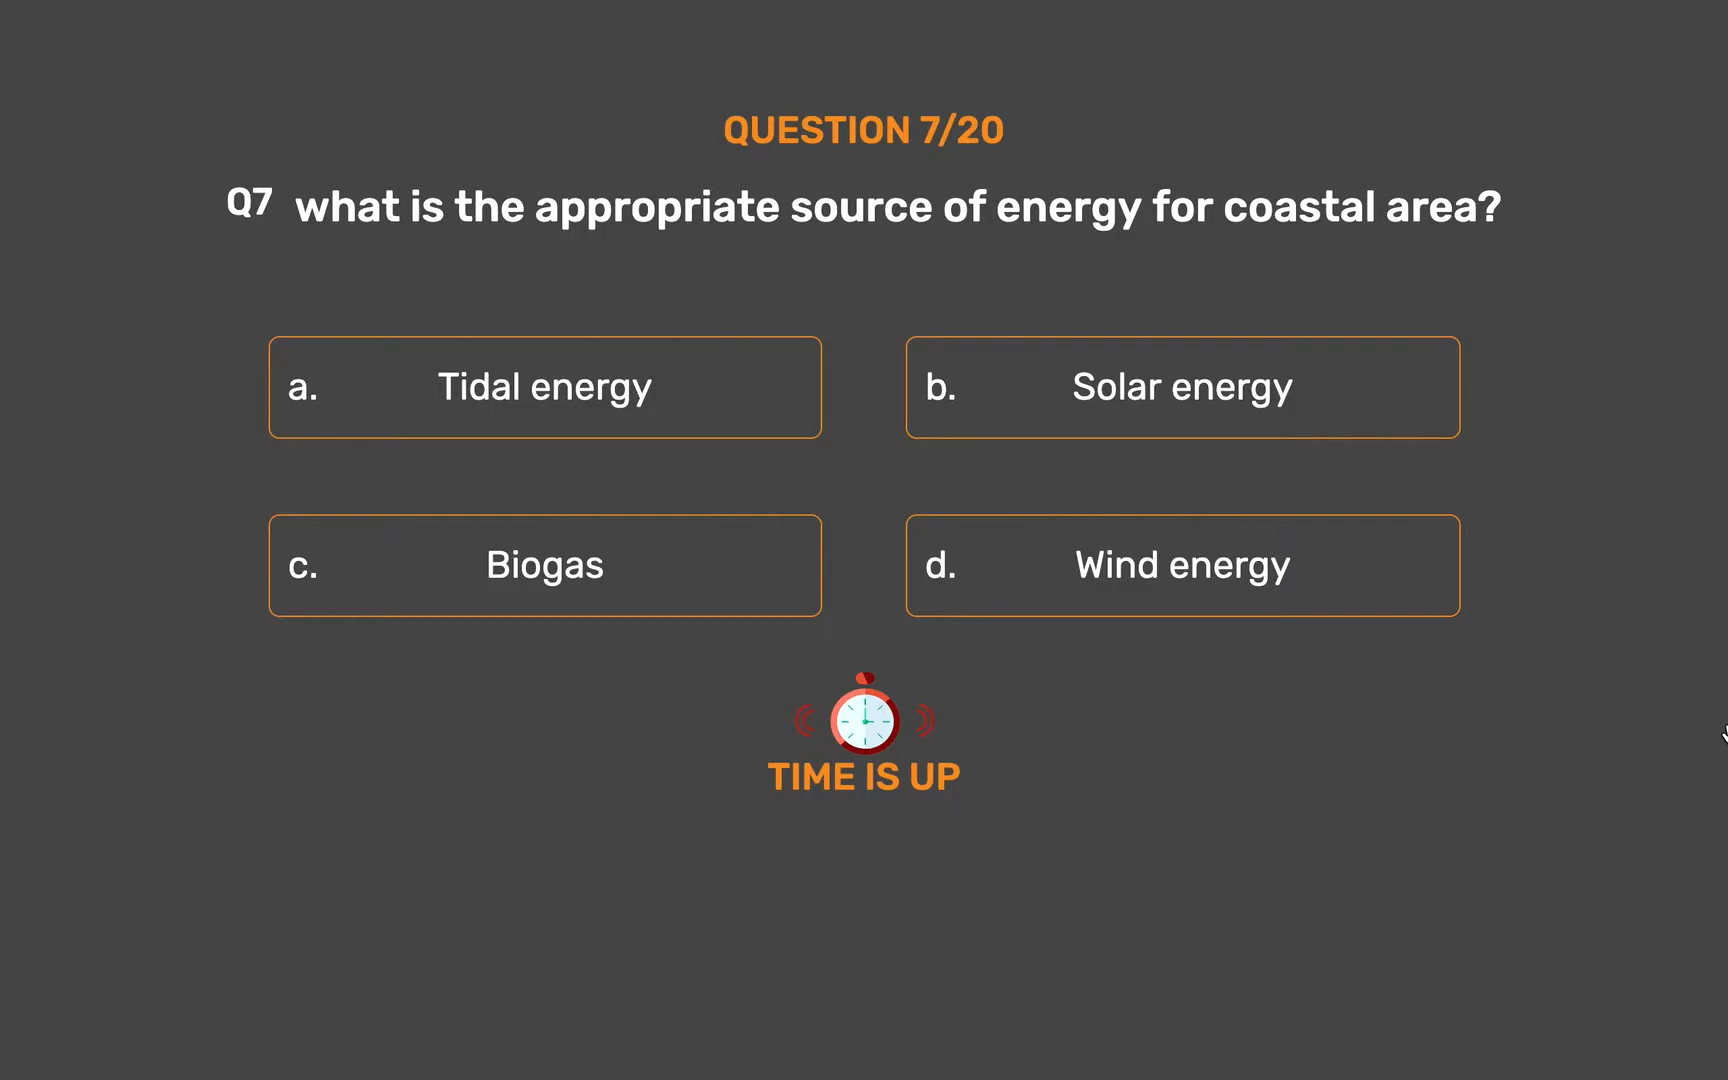 QUESTION 7/20
Q7 what is the appropriate source of energy for coastal area?
a. Tidal energy
b. Solar energy
c. Biogas
d. Wind energy
TIME IS UP